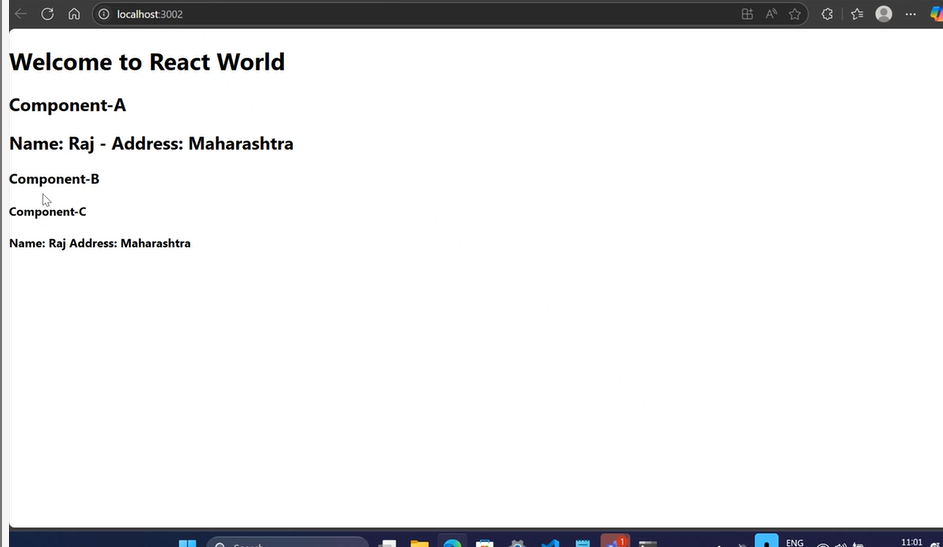 localhost:3002
Welcome to React World
Component-A
Name: Raj - Address: Maharashtra
Component-B
Component-C
Name: Raj Address: Maharashtra
1
ENG
11:01